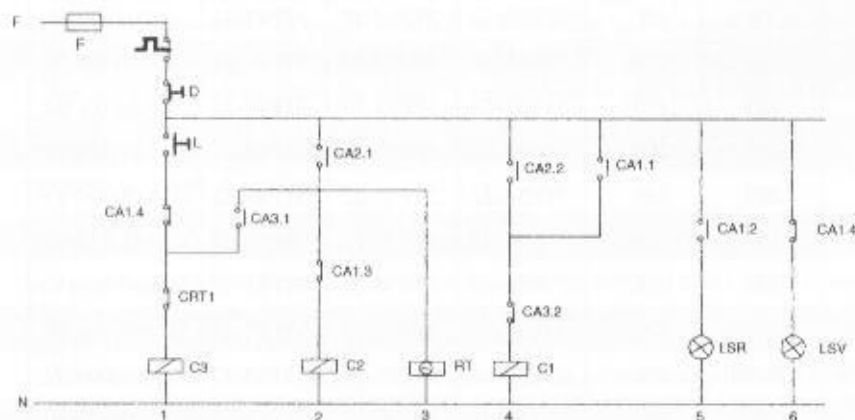 F
F
D
L
CA2.1
CA2.2
CA1.1
CA1.4
CA3.1
CA1.2
CA1.4
CA1.3
CRT1
CA3.2
LSR
LSV
C3
C2
RT
C1
N
1
2
3
4
5
6